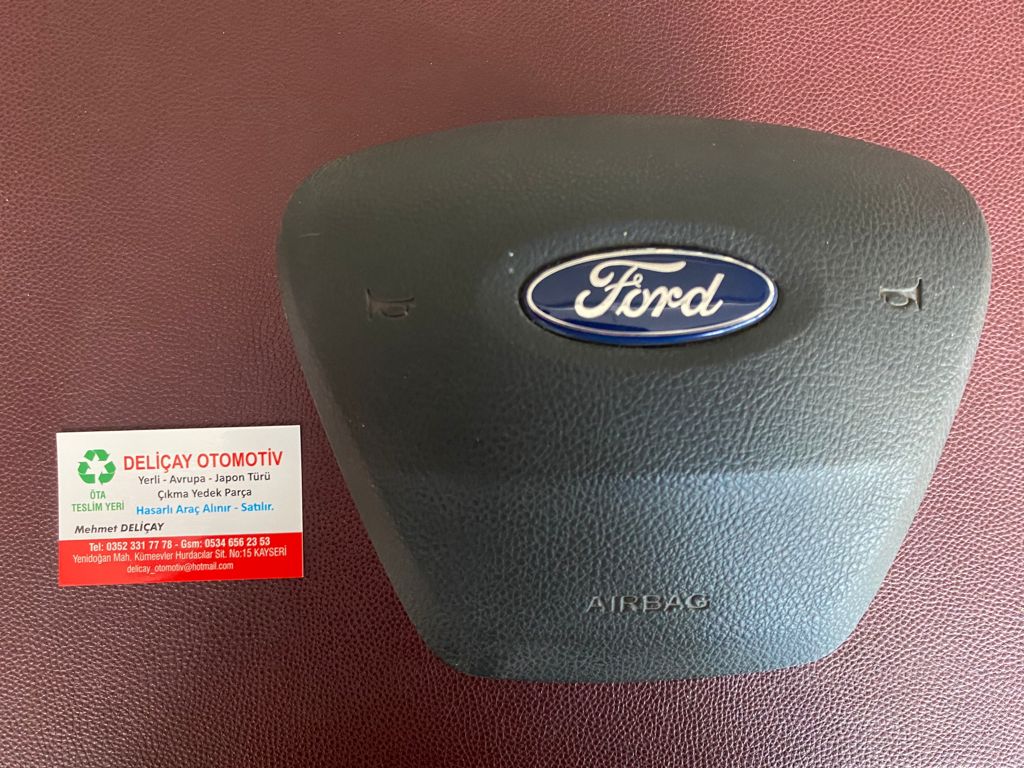 Ford
AIRBAG
DELİÇAY OTOMOTİV
Yerli - Avrupa - Japon Türü
Çıkma Yedek Parça
Hasarlı Araç Alınır - Satılır.
ÖTA
TESLİM YERİ
Mehmet DELİÇAY
Tel: 0352 331 77 78 - Gsm: 0534 656 23 53
Yenidoğan Mah. Kümeevler Hurdacılar Sit. No:15 KAYSERİ
delicay_otomotiv@hotmail.com